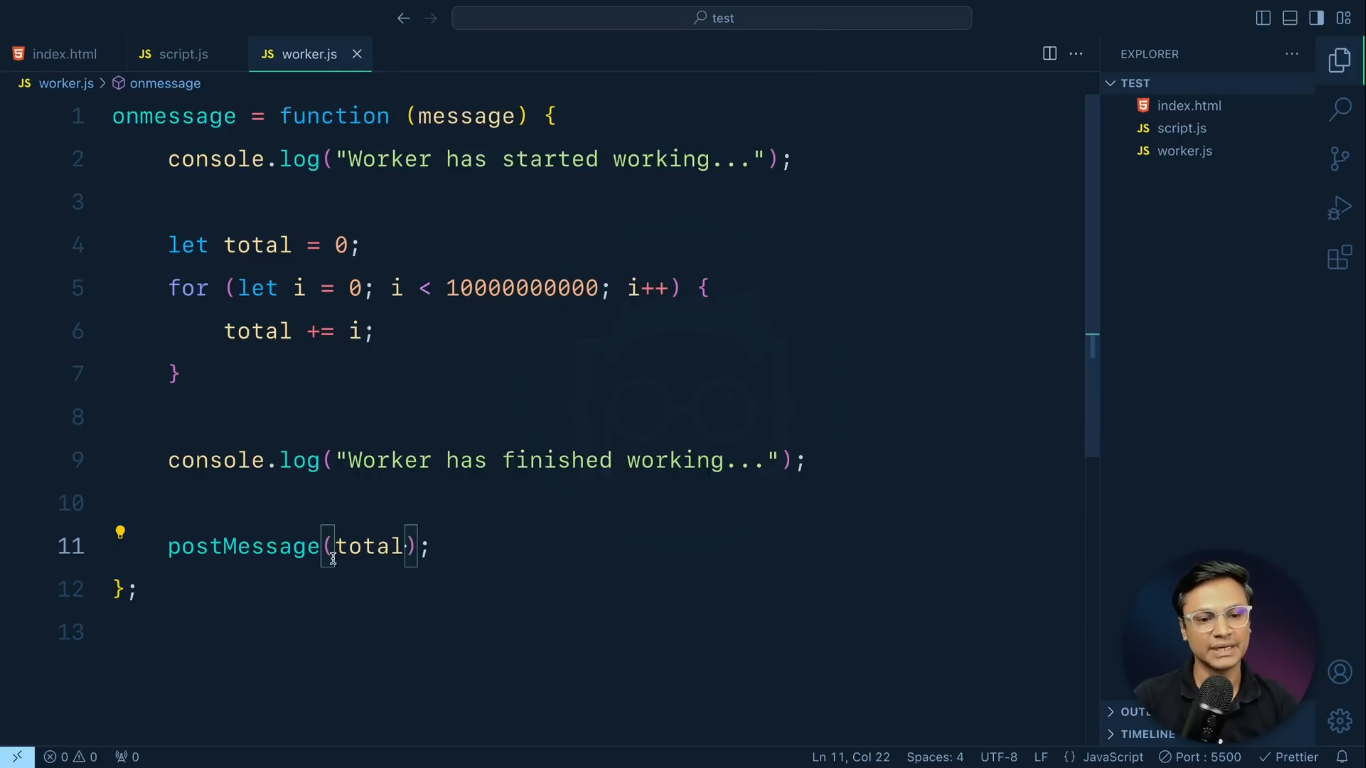 test
index.html
JS script.js
JS worker.js
EXPLORER
JS worker.js > onmessage
TEST
index.html
JS script.js
JS worker.js
1 onmessage = function (message) {
2 console.log("Worker has started working...");
3
4 let total = 0;
5 for (let i = 0; i < 10000000000; i++) {
6 total += i;
7 }
8
9 console.log("Worker has finished working...");
10
11 postMessage(total);
12 };
13
TIMELINE
0 0 0
Ln 11, Col 22 Spaces: 4 UTF-8 LF {} JavaScript Port : 5500 Prettier